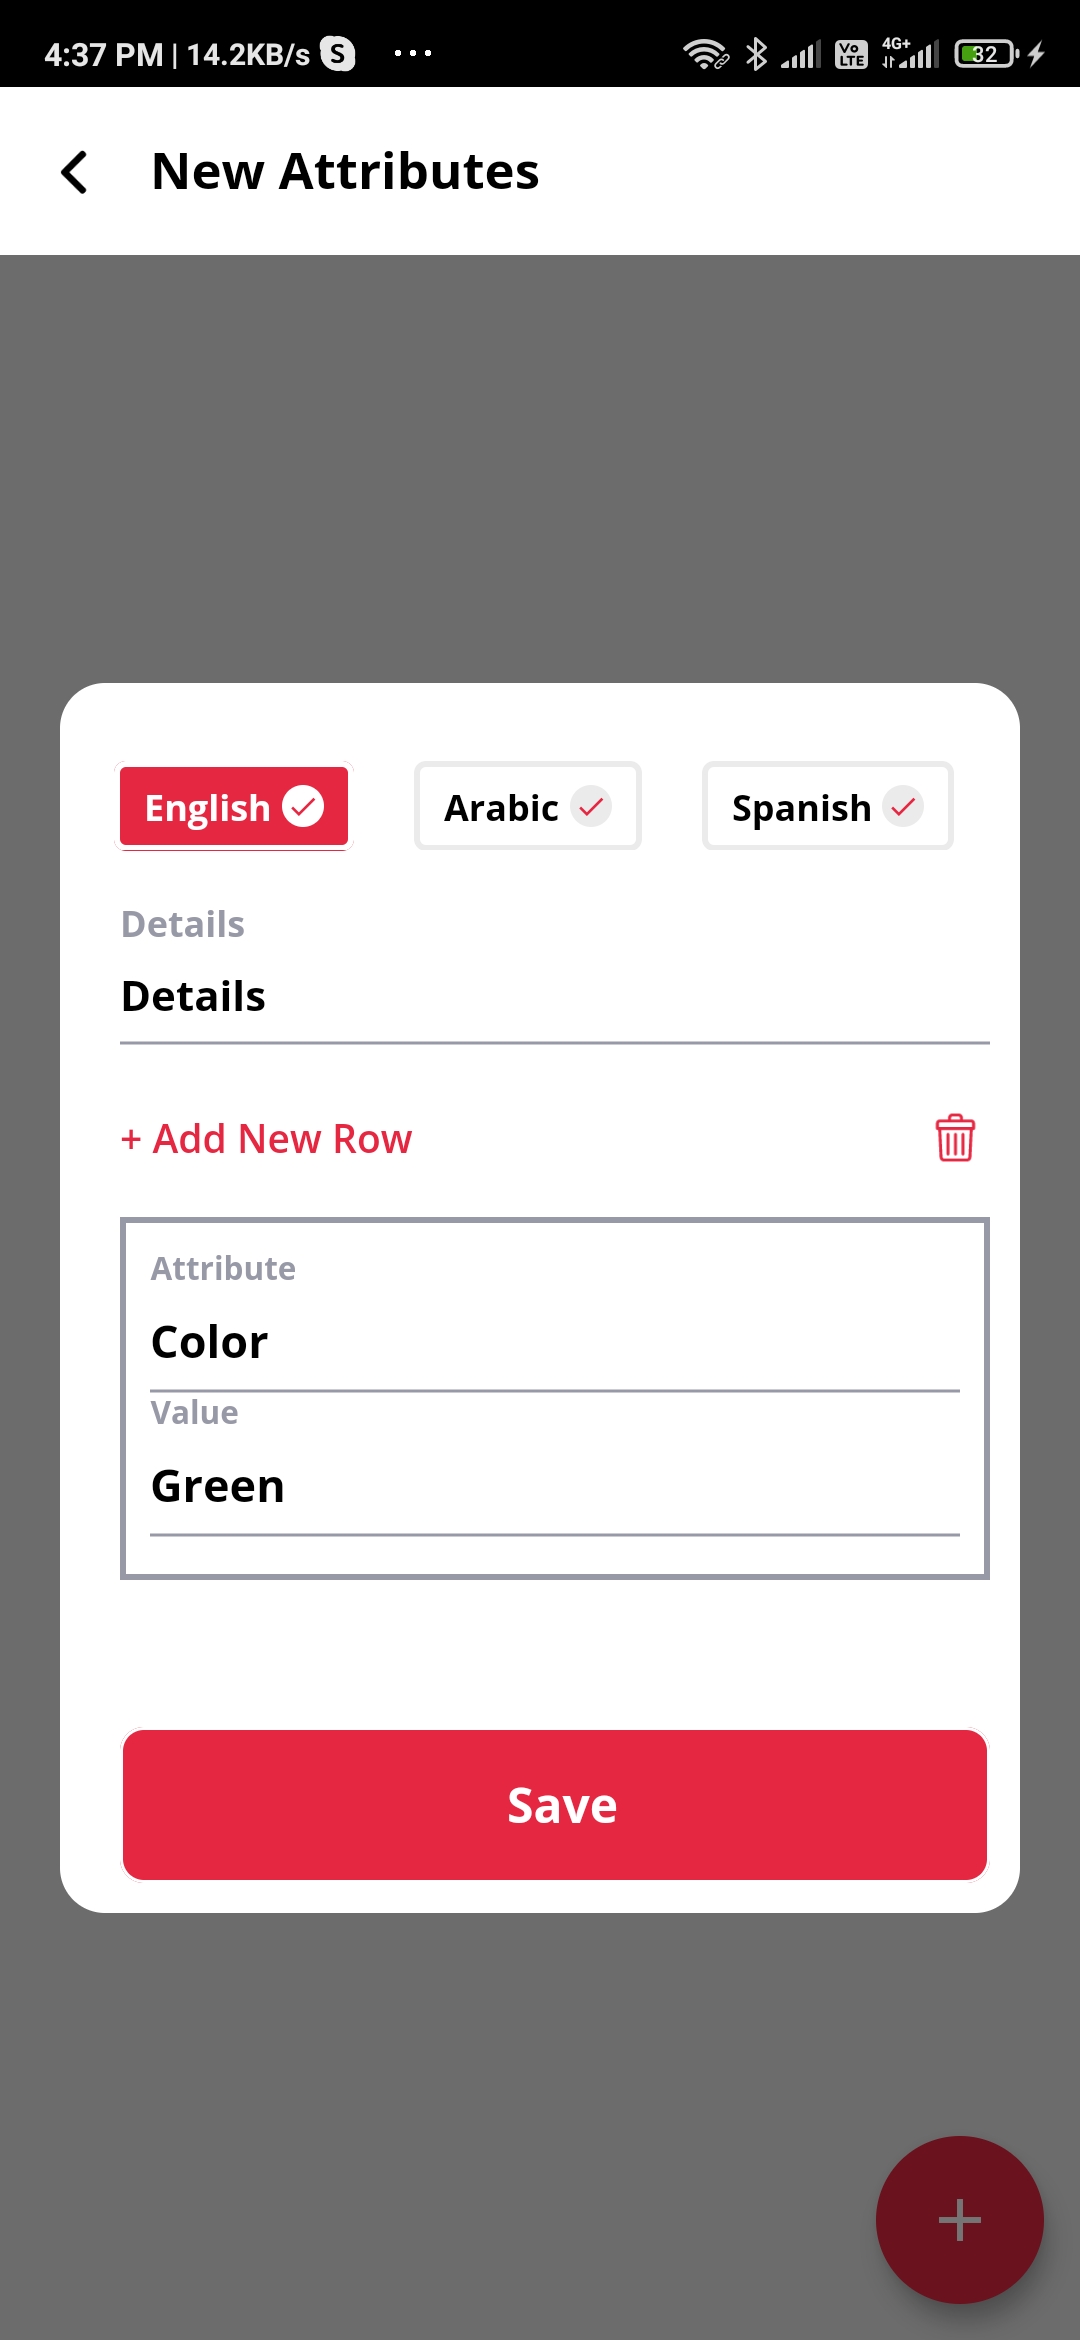 4:37 PM | 14.2KB/s S ...
Vo LTE 4G+ 32
New Attributes
English Arabic Spanish
Details
Details
+ Add New Row
Attribute
Color
Value
Green
Save